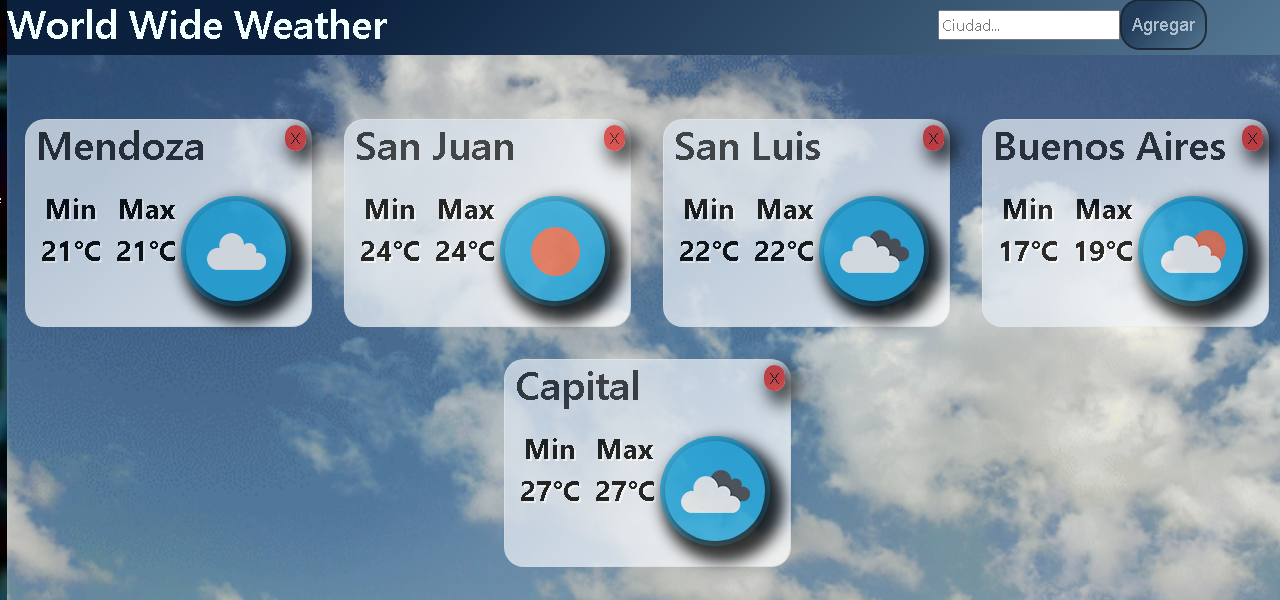 World Wide Weather
Ciudad...
Agregar
Mendoza
X
Min Max
21°C 21°C
San Juan
X
Min Max
24°C 24°C
San Luis
X
Min Max
22°C 22°C
Buenos Aires
X
Min Max
17°C 19°C
Capital
X
Min Max
27°C 27°C